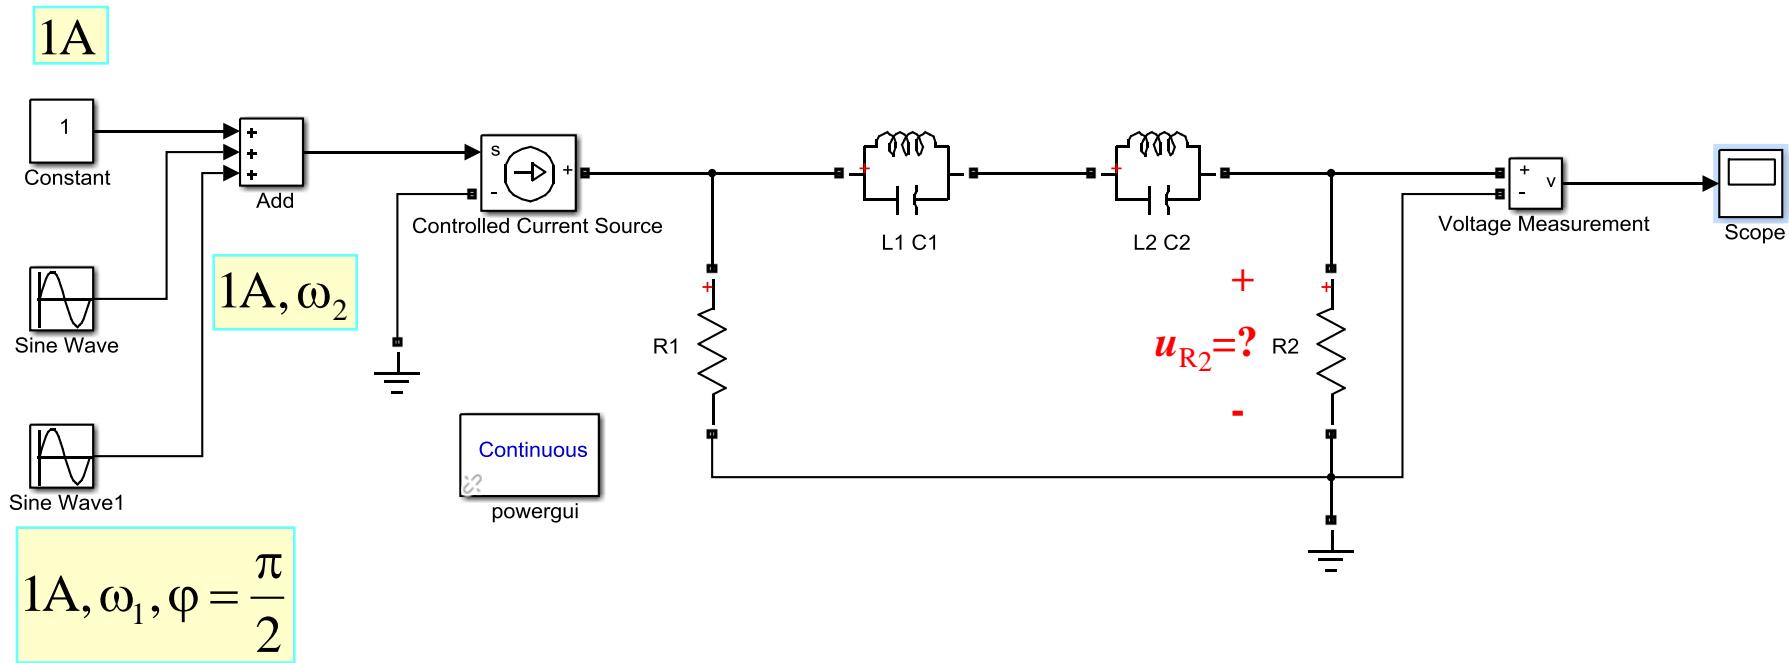 1A
1
Constant
+
+
+
Add
s
-
+
Controlled Current Source
+
L1 C1
+
L2 C2
+
-
v
Voltage Measurement
Scope
Sine Wave
1A, ω₂
+
R1
+
u_R2=?
-
+
R2
Sine Wave1
Continuous
powergui
1A, ω₁, φ = π/2